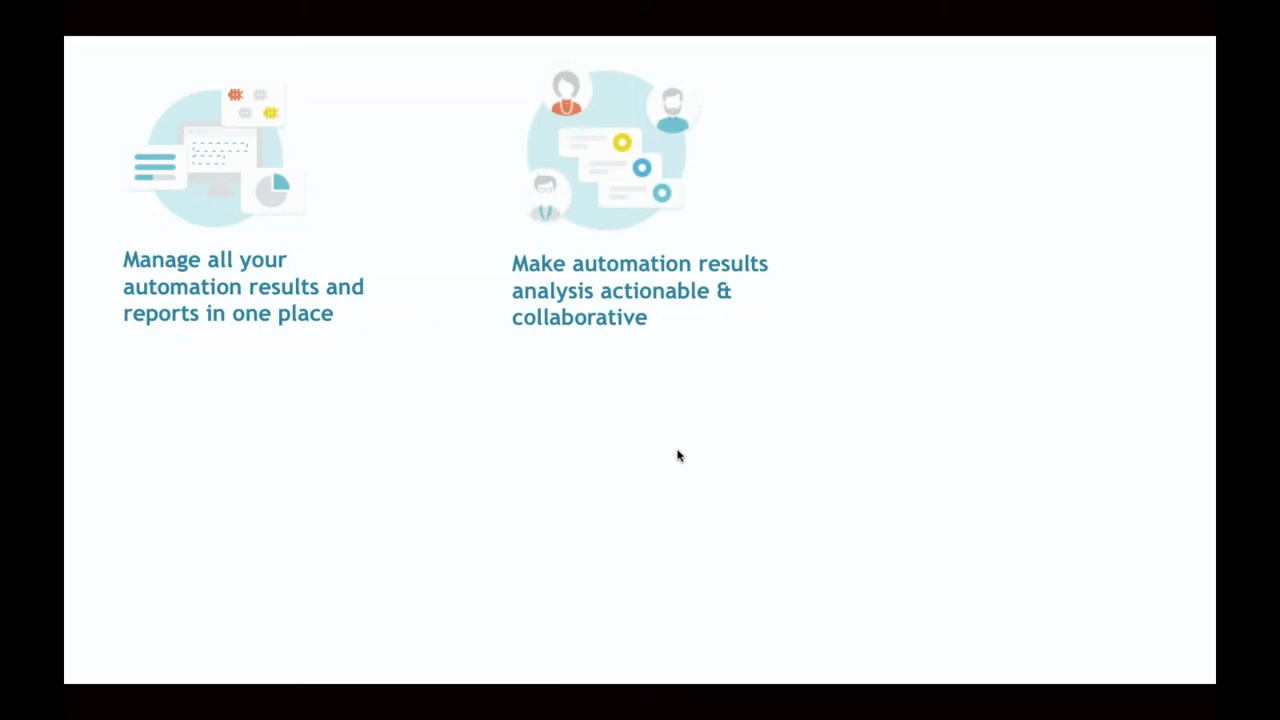 Manage all your
automation results and
reports in one place
Make automation results
analysis actionable &
collaborative